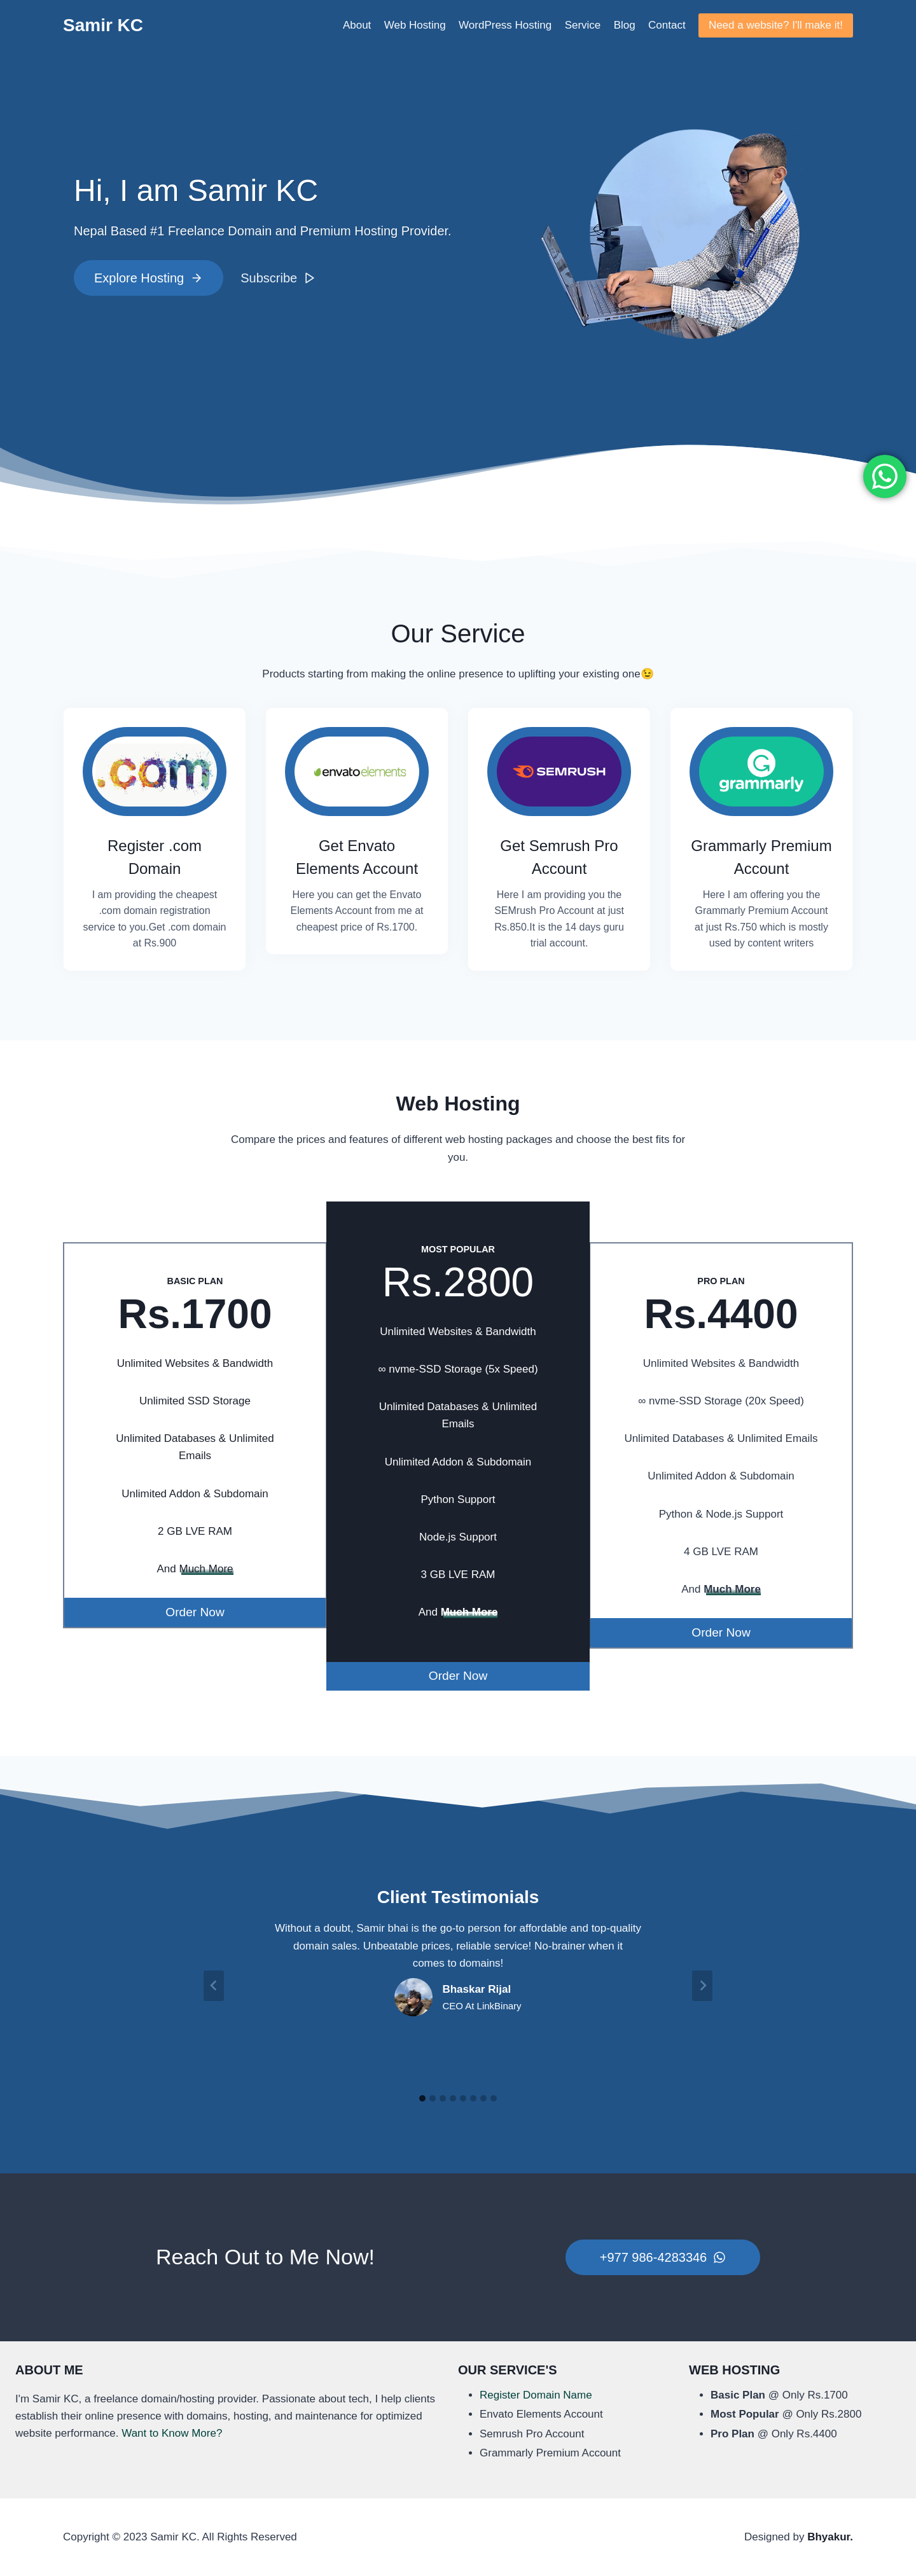 Samir KC
About
Web Hosting
WordPress Hosting
Service
Blog
Contact
Need a website? I'll make it!
Hi, I am Samir KC
Nepal Based #1 Freelance Domain and Premium Hosting Provider.
Explore Hosting
Subscribe
Our Service
Products starting from making the online presence to uplifting your existing one😉
.com
Register .com
Domain
I am providing the cheapest
.com domain registration
service to you.Get .com domain
at Rs.900
envatoelements
Get Envato
Elements Account
Here you can get the Envato
Elements Account from me at
cheapest price of Rs.1700.
SEMRUSH
Get Semrush Pro
Account
Here I am providing you the
SEMrush Pro Account at just
Rs.850.It is the 14 days guru
trial account.
grammarly
Grammarly Premium
Account
Here I am offering you the
Grammarly Premium Account
at just Rs.750 which is mostly
used by content writers
Web Hosting
Compare the prices and features of different web hosting packages and choose the best fits for
you.
BASIC PLAN
Rs.1700
Unlimited Websites & Bandwidth
Unlimited SSD Storage
Unlimited Databases & Unlimited
Emails
Unlimited Addon & Subdomain
2 GB LVE RAM
And Much More
Order Now
MOST POPULAR
Rs.2800
Unlimited Websites & Bandwidth
∞ nvme-SSD Storage (5x Speed)
Unlimited Databases & Unlimited
Emails
Unlimited Addon & Subdomain
Python Support
Node.js Support
3 GB LVE RAM
And Much More
Order Now
PRO PLAN
Rs.4400
Unlimited Websites & Bandwidth
∞ nvme-SSD Storage (20x Speed)
Unlimited Databases & Unlimited Emails
Unlimited Addon & Subdomain
Python & Node.js Support
4 GB LVE RAM
And Much More
Order Now
Client Testimonials
Without a doubt, Samir bhai is the go-to person for affordable and top-quality
domain sales. Unbeatable prices, reliable service! No-brainer when it
comes to domains!
Bhaskar Rijal
CEO At LinkBinary
Reach Out to Me Now!
+977 986-4283346
ABOUT ME
I'm Samir KC, a freelance domain/hosting provider. Passionate about tech, I help clients
establish their online presence with domains, hosting, and maintenance for optimized
website performance. Want to Know More?
OUR SERVICE'S
• Register Domain Name
• Envato Elements Account
• Semrush Pro Account
• Grammarly Premium Account
WEB HOSTING
• Basic Plan @ Only Rs.1700
• Most Popular @ Only Rs.2800
• Pro Plan @ Only Rs.4400
Copyright © 2023 Samir KC. All Rights Reserved
Designed by Bhyakur.